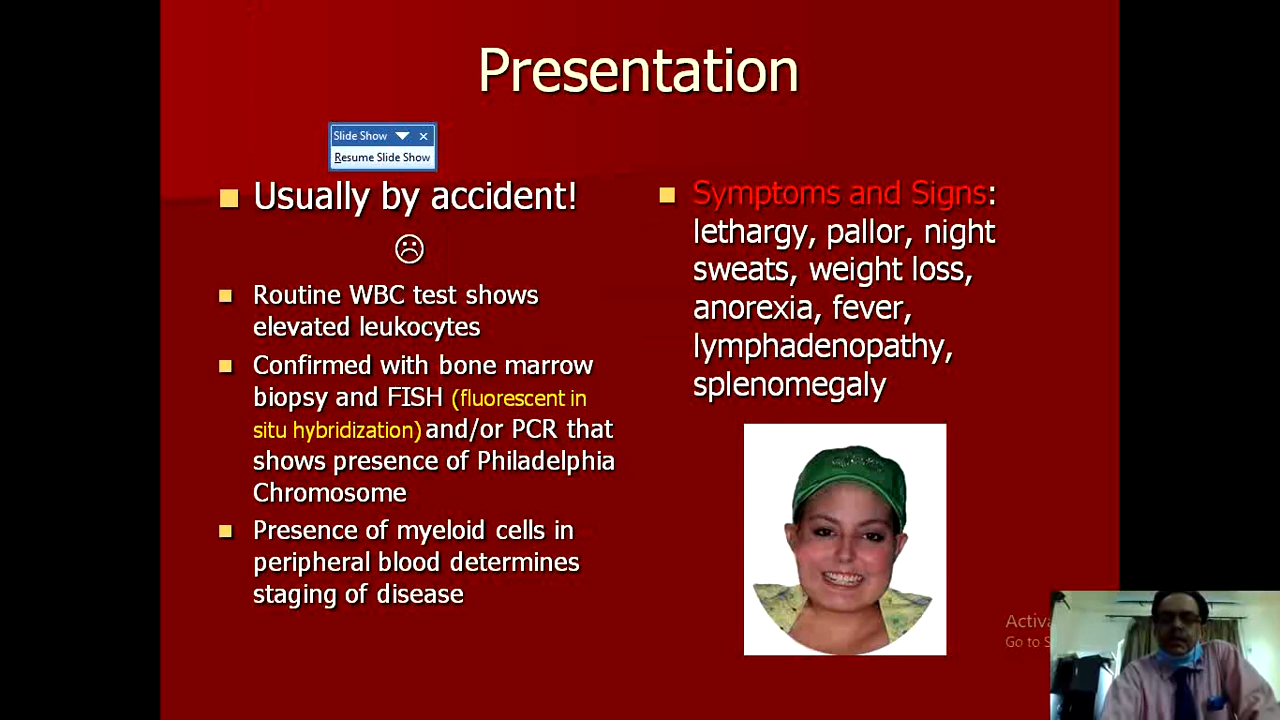 Presentation
Slide Show
Resume Slide Show
Usually by accident!
Routine WBC test shows
elevated leukocytes
Confirmed with bone marrow
biopsy and FISH (fluorescent in
situ hybridization) and/or PCR that
shows presence of Philadelphia
Chromosome
Presence of myeloid cells in
peripheral blood determines
staging of disease
Symptoms and Signs:
lethargy, pallor, night
sweats, weight loss,
anorexia, fever,
lymphadenopathy,
splenomegaly
Activa
Go to S